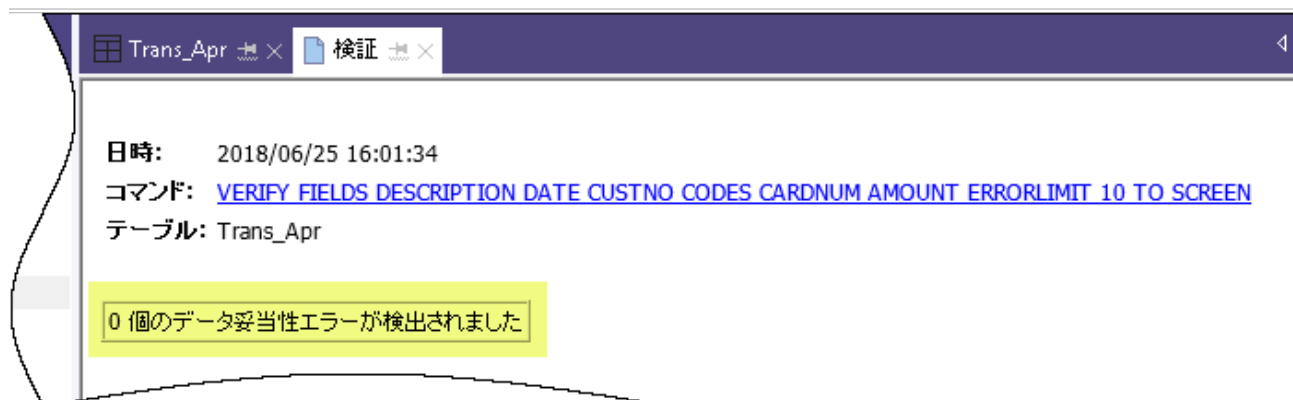 Trans_Apr 検証
日時: 2018/06/25 16:01:34
コマンド: VERIFY FIELDS DESCRIPTION DATE CUSTNO CODES CARDNUM AMOUNT ERRORLIMIT 10 TO SCREEN
テーブル: Trans_Apr
0 個のデータ妥当性エラーが検出されました